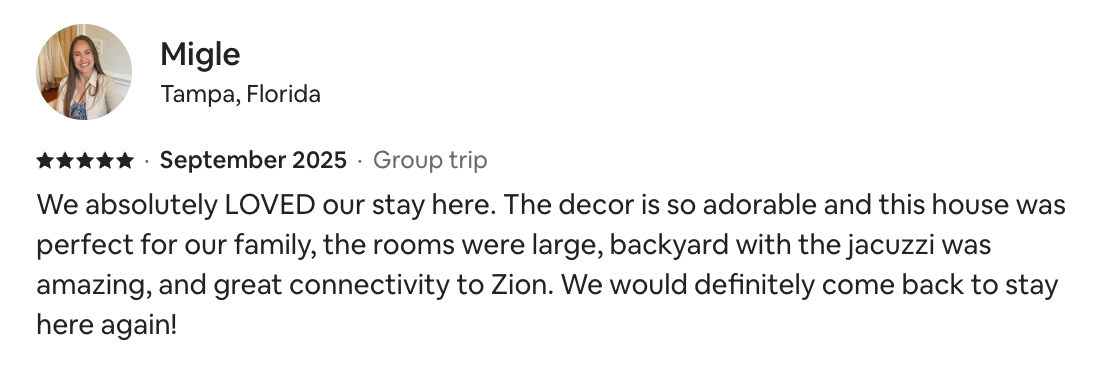 Migle
Tampa, Florida
★★★★★ · September 2025 · Group trip
We absolutely LOVED our stay here. The decor is so adorable and this house was
perfect for our family, the rooms were large, backyard with the jacuzzi was
amazing, and great connectivity to Zion. We would definitely come back to stay
here again!